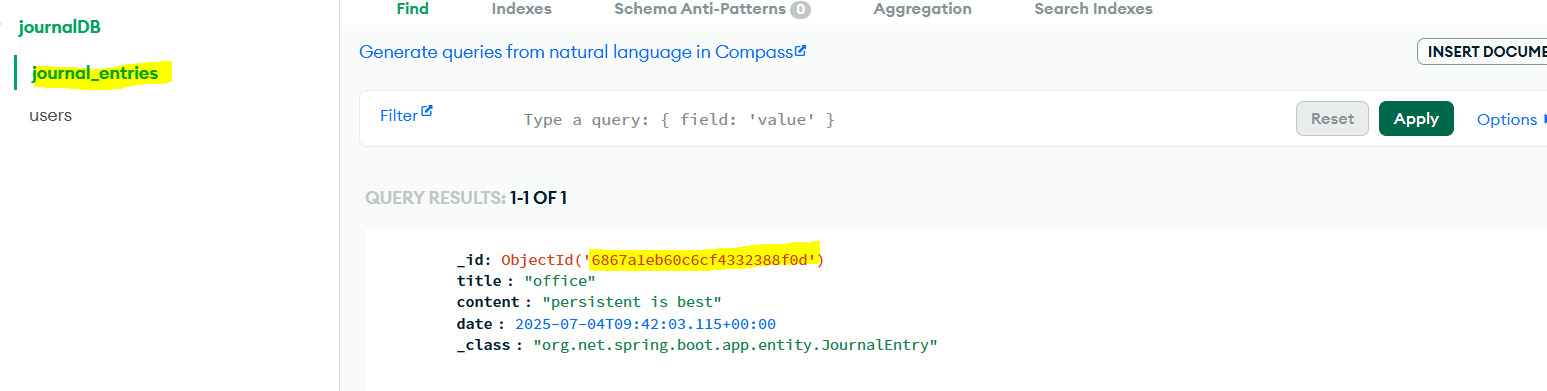 journalDB
journal_entries
users
Find Indexes Schema Anti-Patterns 0 Aggregation Search Indexes
Generate queries from natural language in Compass
INSERT DOCUME
Filter Type a query: { field: 'value' } Reset Apply Options
QUERY RESULTS: 1-1 OF 1
_id: ObjectId('6867a1eb60c6cf4332388f0d')
title : "office"
content : "persistent is best"
date : 2025-07-04T09:42:03.115+00:00
_class : "org.net.spring.boot.app.entity.JournalEntry"